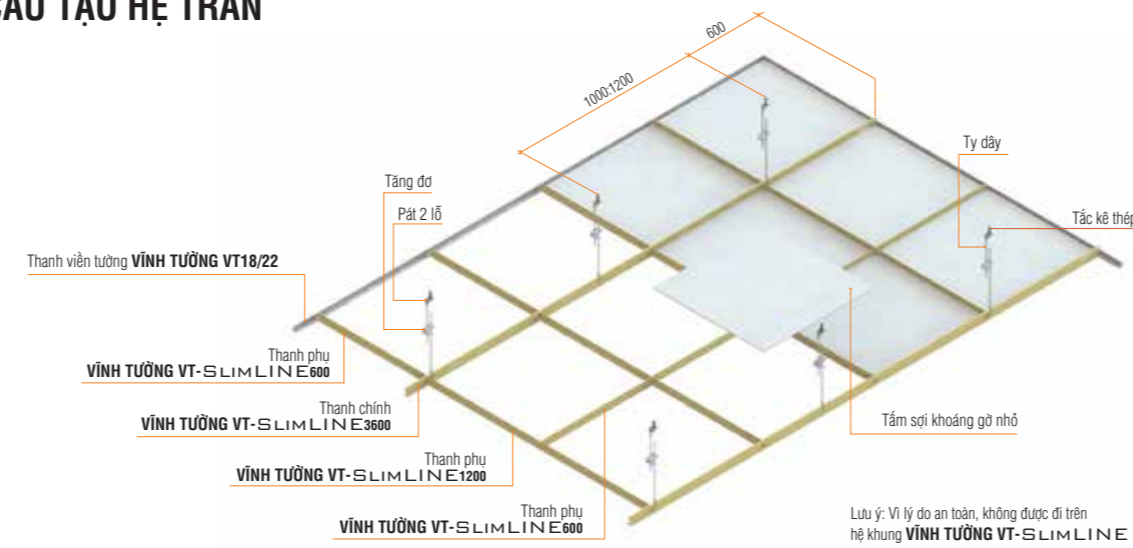 CẤU TẠO HỆ TRẦN
600
1000:1200
Ty dây
Tăng đơ
Pát 2 lỗ
Tắc kê thép
Thanh viền tường VĨNH TƯỜNG VT18/22
Thanh phụ
VĨNH TƯỜNG VT-SLIMLINE600
Thanh chính
VĨNH TƯỜNG VT-SLIMLINE3600
Tấm sợi khoáng gờ nhỏ
Thanh phụ
VĨNH TƯỜNG VT-SLIMLINE1200
Thanh phụ
VĨNH TƯỜNG VT-SLIMLINE600
Lưu ý: Vì lý do an toàn, không được đi trên
hệ khung VĨNH TƯỜNG VT-SLIMLINE